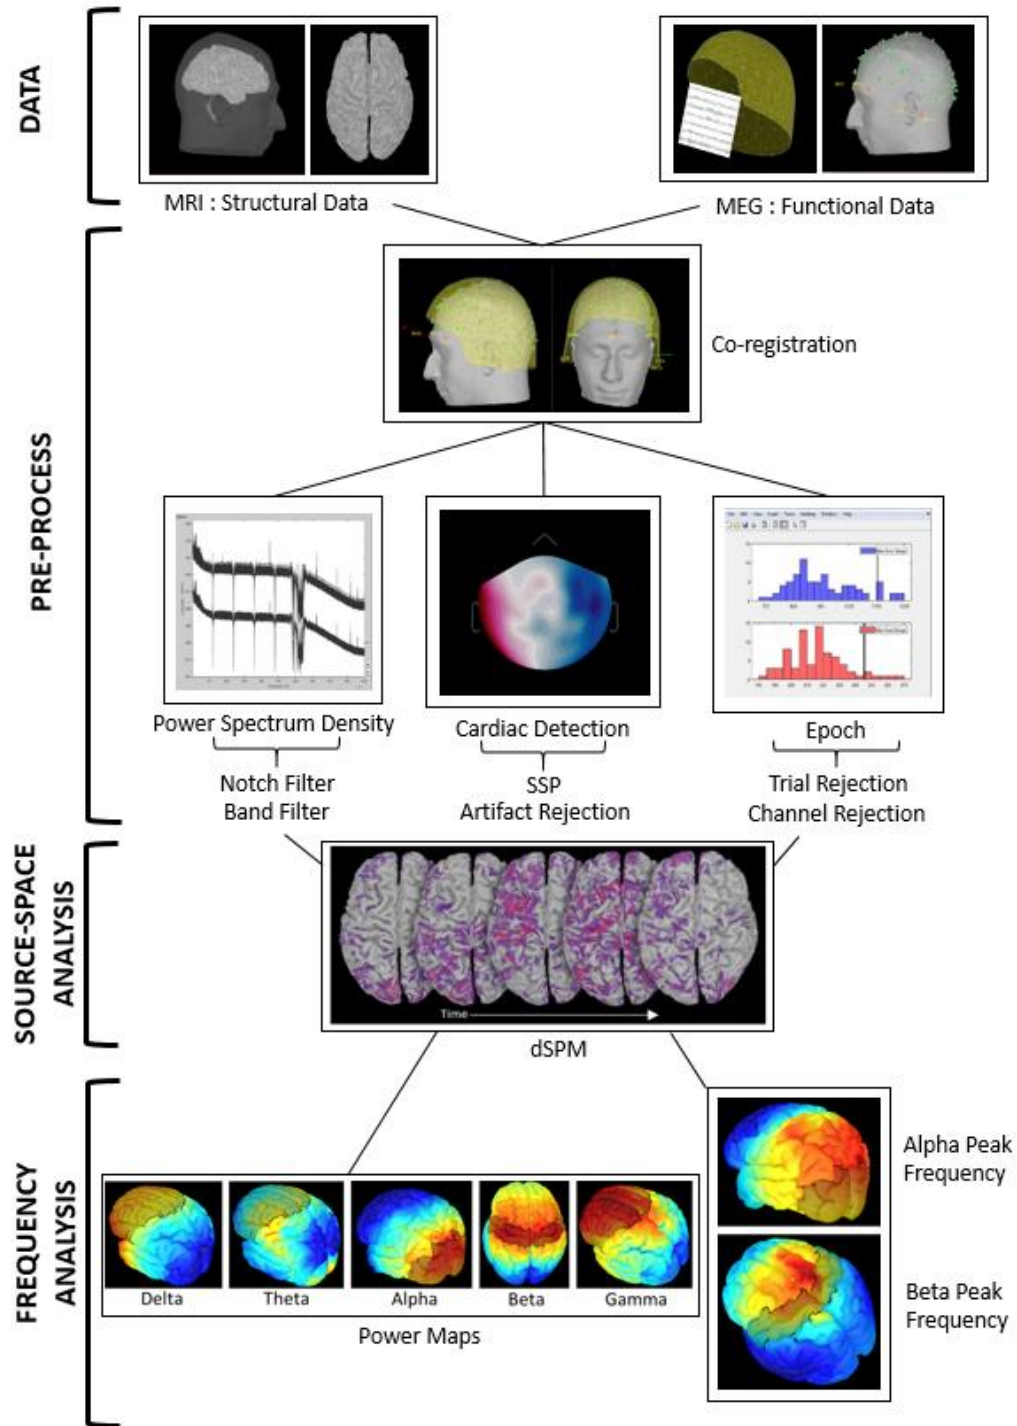 DATA
MRI : Structural Data
MEG : Functional Data
PRE-PROCESS
Co-registration
Power Spectrum Density
Notch Filter
Band Filter
Cardiac Detection
SSP
Artifact Rejection
Epoch
Trial Rejection
Channel Rejection
SOURCE-SPACE
ANALYSIS
Time
dSPM
FREQUENCY
ANALYSIS
Delta
Theta
Alpha
Beta
Gamma
Power Maps
Alpha Peak
Frequency
Beta Peak
Frequency